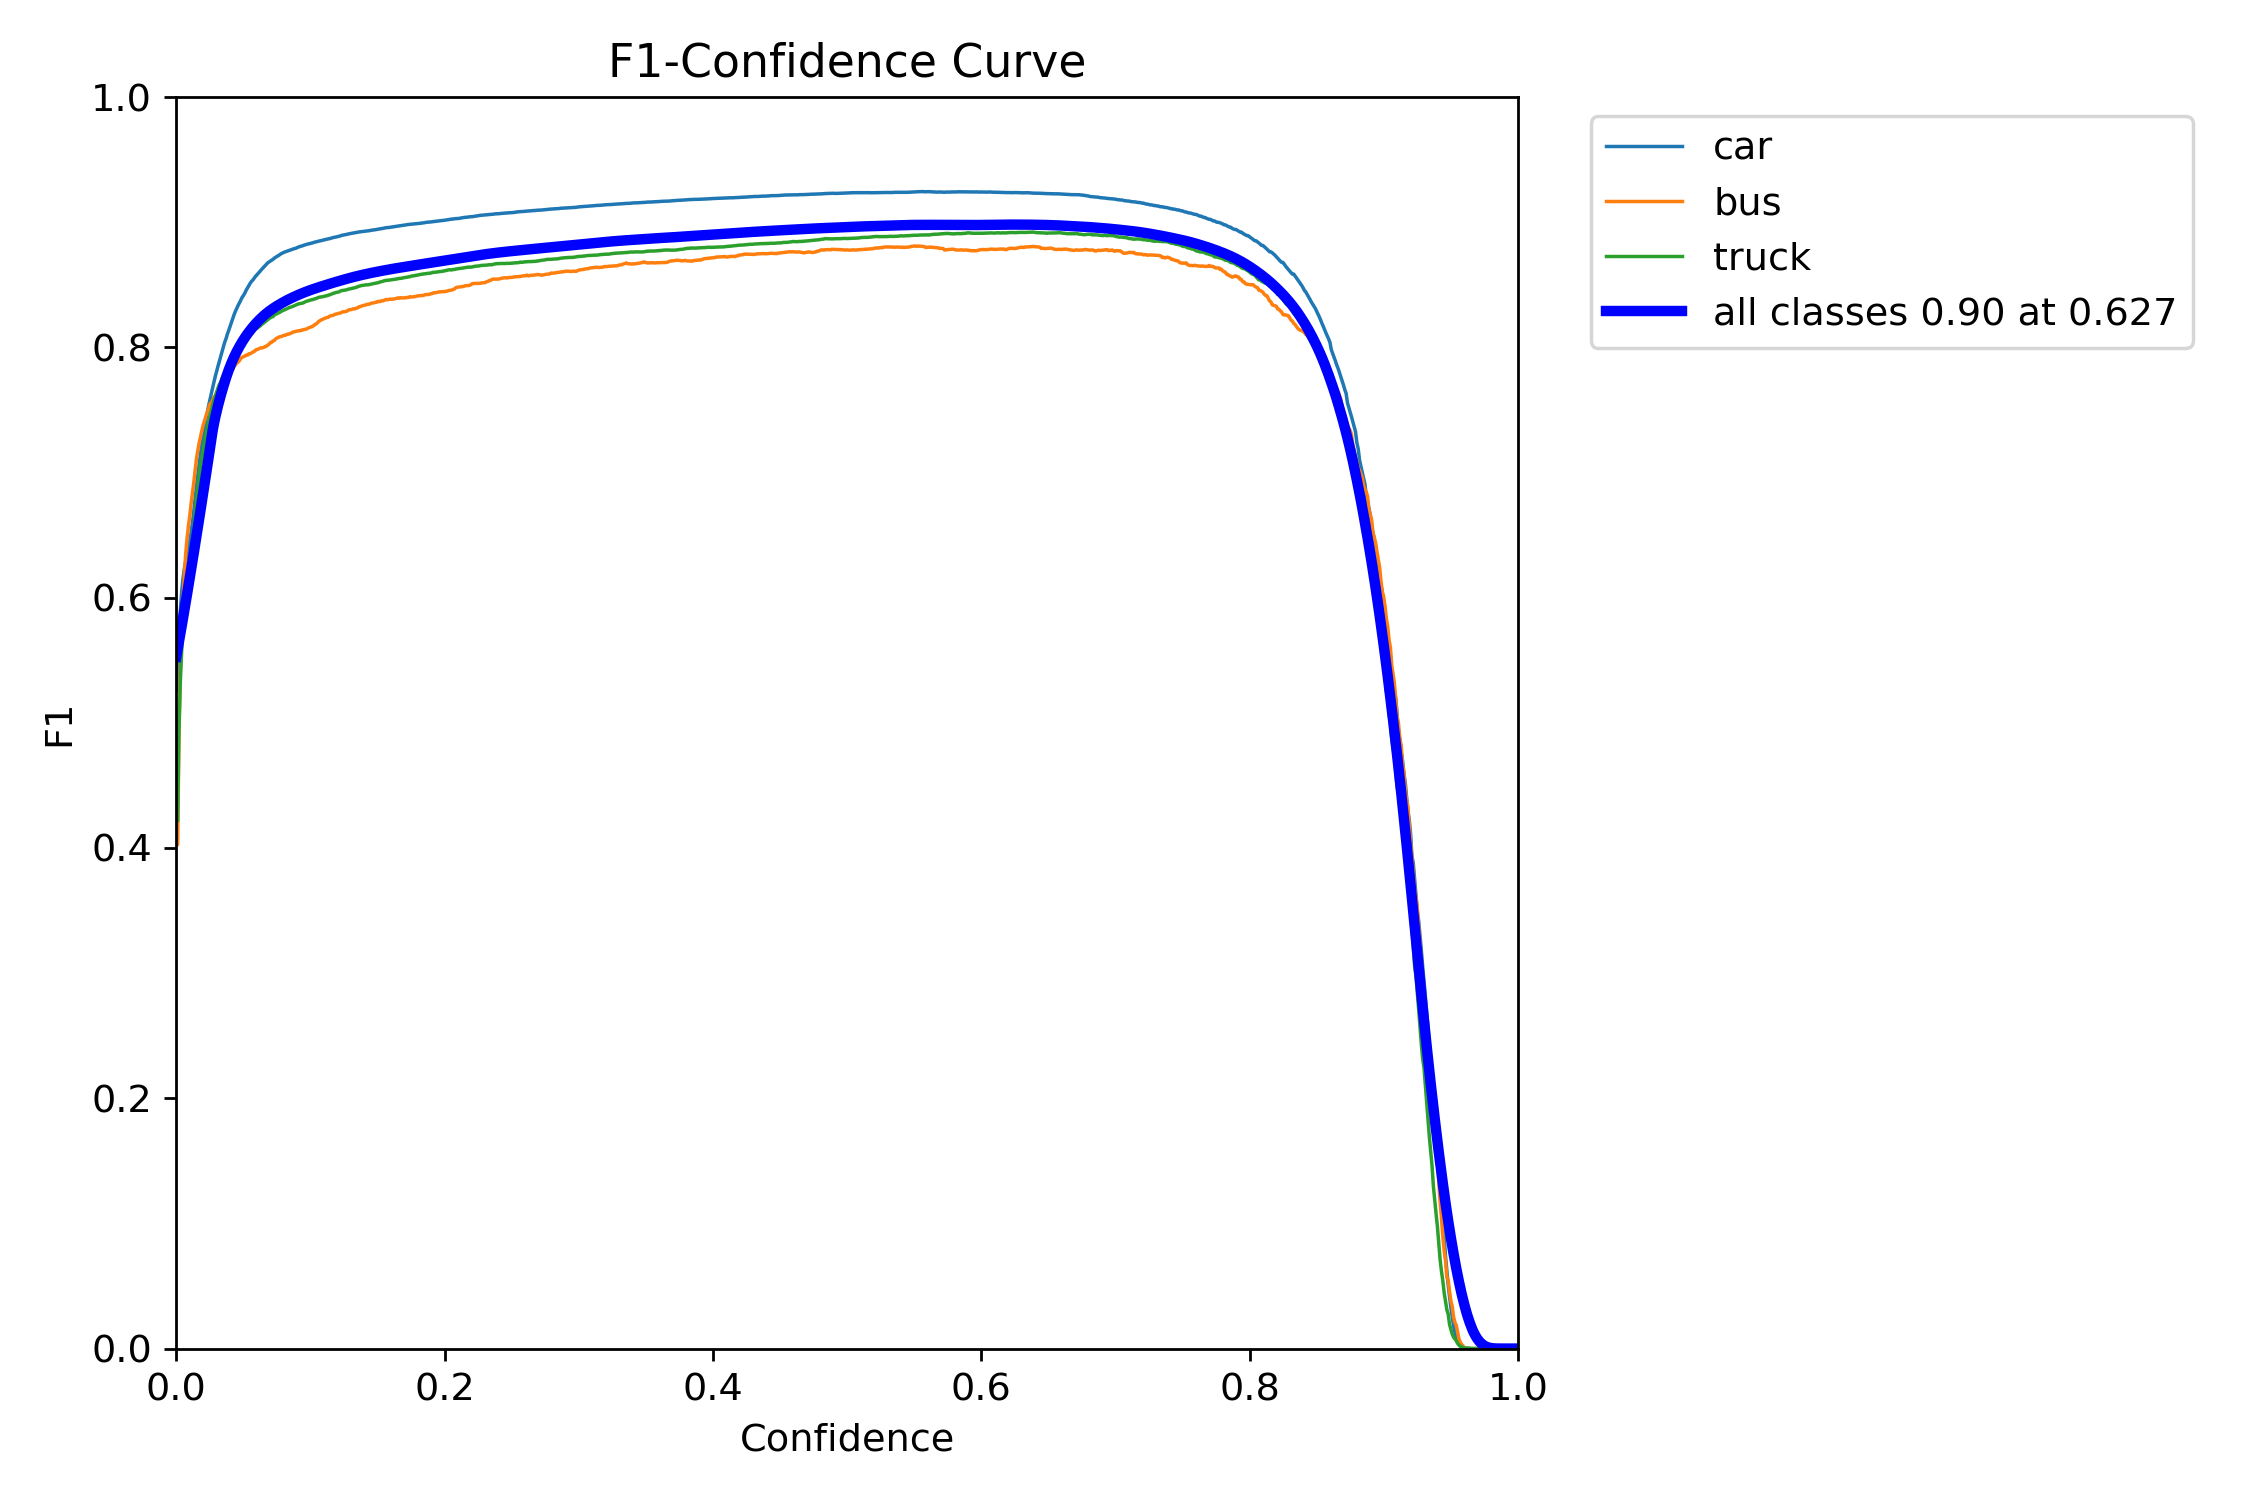 F1-Confidence Curve
1.0
0.8
0.6
0.4
0.2
0.0
F1
0.0 0.2 0.4 0.6 0.8 1.0
Confidence
car
bus
truck
all classes 0.90 at 0.627